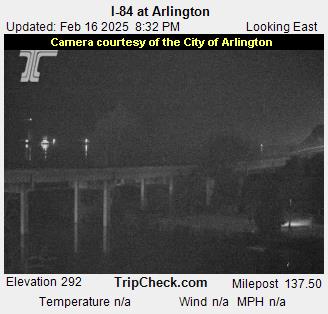 I-84 at Arlington
Updated: Feb 16 2025 8:32 PM Looking East
Camera courtesy of the City of Arlington
Elevation 292 TripCheck.com Milepost 137.50
Temperature n/a Wind n/a MPH n/a